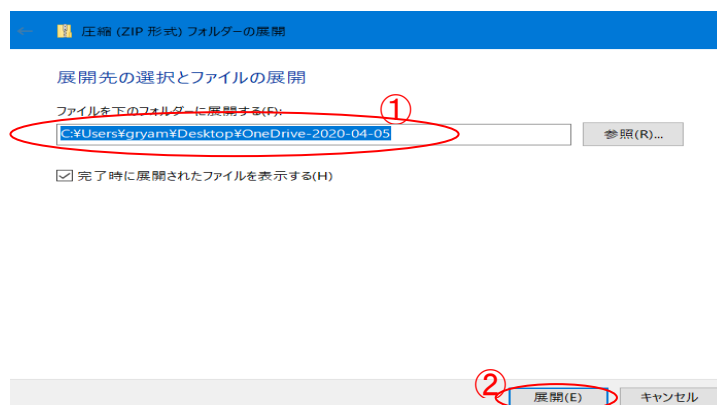 ← 圧縮 (ZIP 形式) フォルダーの展開
展開先の選択とファイルの展開
ファイルを下のフォルダーに展開する(F):
①
C:¥Users¥gryam¥Desktop¥OneDrive-2020-04-05
参照(R)...
完了時に展開されたファイルを表示する(H)
②
展開(E)
キャンセル